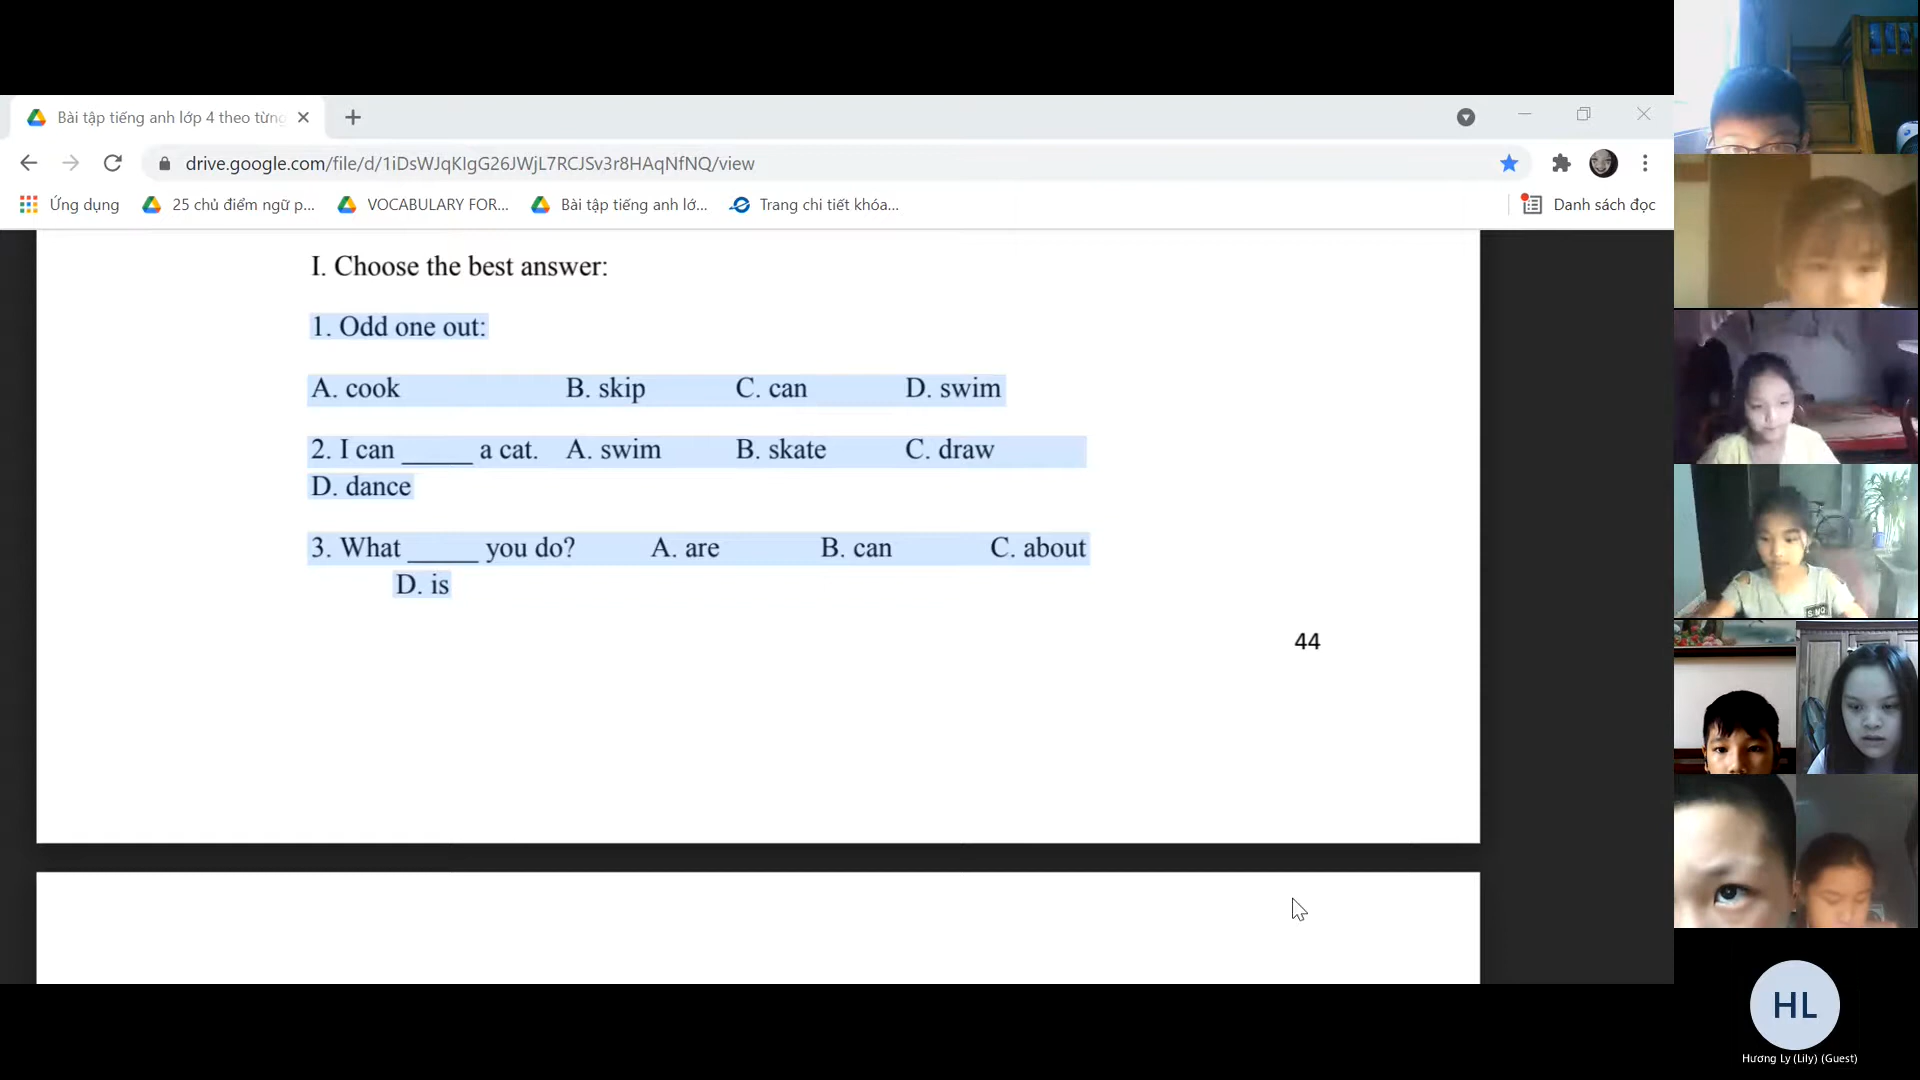 Bài tập tiếng anh lớp 4 theo từng
drive.google.com/file/d/1iDsWJqKIgG26JWjL7RCJSv3r8HAqNfNQ/view
Ứng dụng 25 chủ điểm ngữ p... VOCABULARY FOR... Bài tập tiếng anh lớ... Trang chi tiết khóa... Danh sách đọc
I. Choose the best answer:
1. Odd one out:
A. cook B. skip C. can D. swim
2. I can _____ a cat. A. swim B. skate C. draw
D. dance
3. What _____ you do? A. are B. can C. about
D. is
44
HL
Hương Ly (Lily) (Guest)